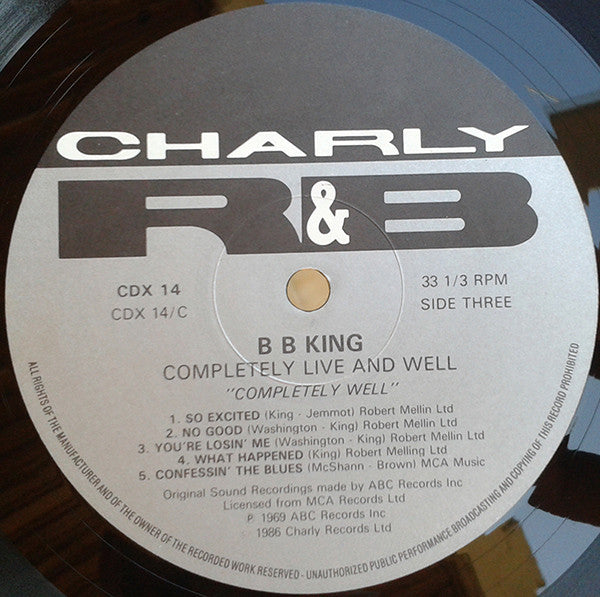 CHARLY
R&B
CDX 14
CDX 14/C
33 1/3 RPM
SIDE THREE
B B KING
COMPLETELY LIVE AND WELL
"COMPLETELY WELL"
1. SO EXCITED (King - Jemmot) Robert Mellin Ltd
2. NO GOOD (Washington - King) Robert Mellin Ltd
3. YOU'RE LOSIN' ME (Washington - King) Robert Mellin Ltd
4. WHAT HAPPENED (King) Robert Melling Ltd
5. CONFESSIN' THE BLUES (McShann - Brown) MCA Music
Original Sound Recordings made by ABC Records Inc
Licensed from MCA Records Ltd
℗ 1969 ABC Records Inc
1986 Charly Records Ltd
ALL RIGHTS OF THE MANUFACTURER AND OF THE OWNER OF THE RECORDED WORK RESERVED - UNAUTHORIZED PUBLIC PERFORMANCE BROADCASTING AND COPYING OF THIS RECORD PROHIBITED